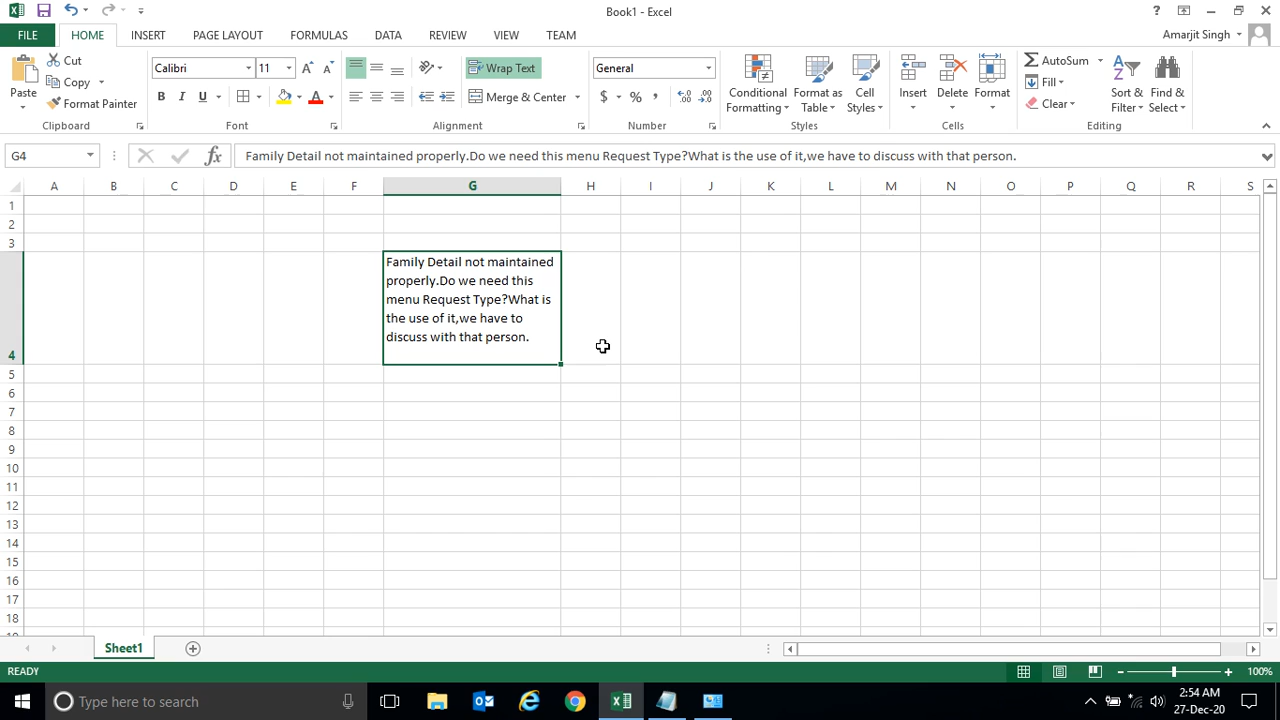 Book1 - Excel
?
FILE HOME INSERT PAGE LAYOUT FORMULAS DATA REVIEW VIEW TEAM Amarjit Singh
Cut
Copy
Format Painter
Paste
Clipboard
Calibri 11
B I U
Font
Wrap Text
Merge & Center
Alignment
General
$ % ,
Number
Conditional Formatting
Format as Table
Cell Styles
Styles
Insert Delete Format
Cells
AutoSum
Fill
Clear
Sort & Filter
Find & Select
Editing
G4 fx Family Detail not maintained properly.Do we need this menu Request Type?What is the use of it,we have to discuss with that person.
A B C D E F G H I J K L M N O P Q R S
1
2
3
4
Family Detail not maintained
properly.Do we need this
menu Request Type?What is
the use of it,we have to
discuss with that person.
5
6
7
8
9
10
11
12
13
14
15
16
17
18
Sheet1
READY 100%
Type here to search
2:54 AM
27-Dec-20